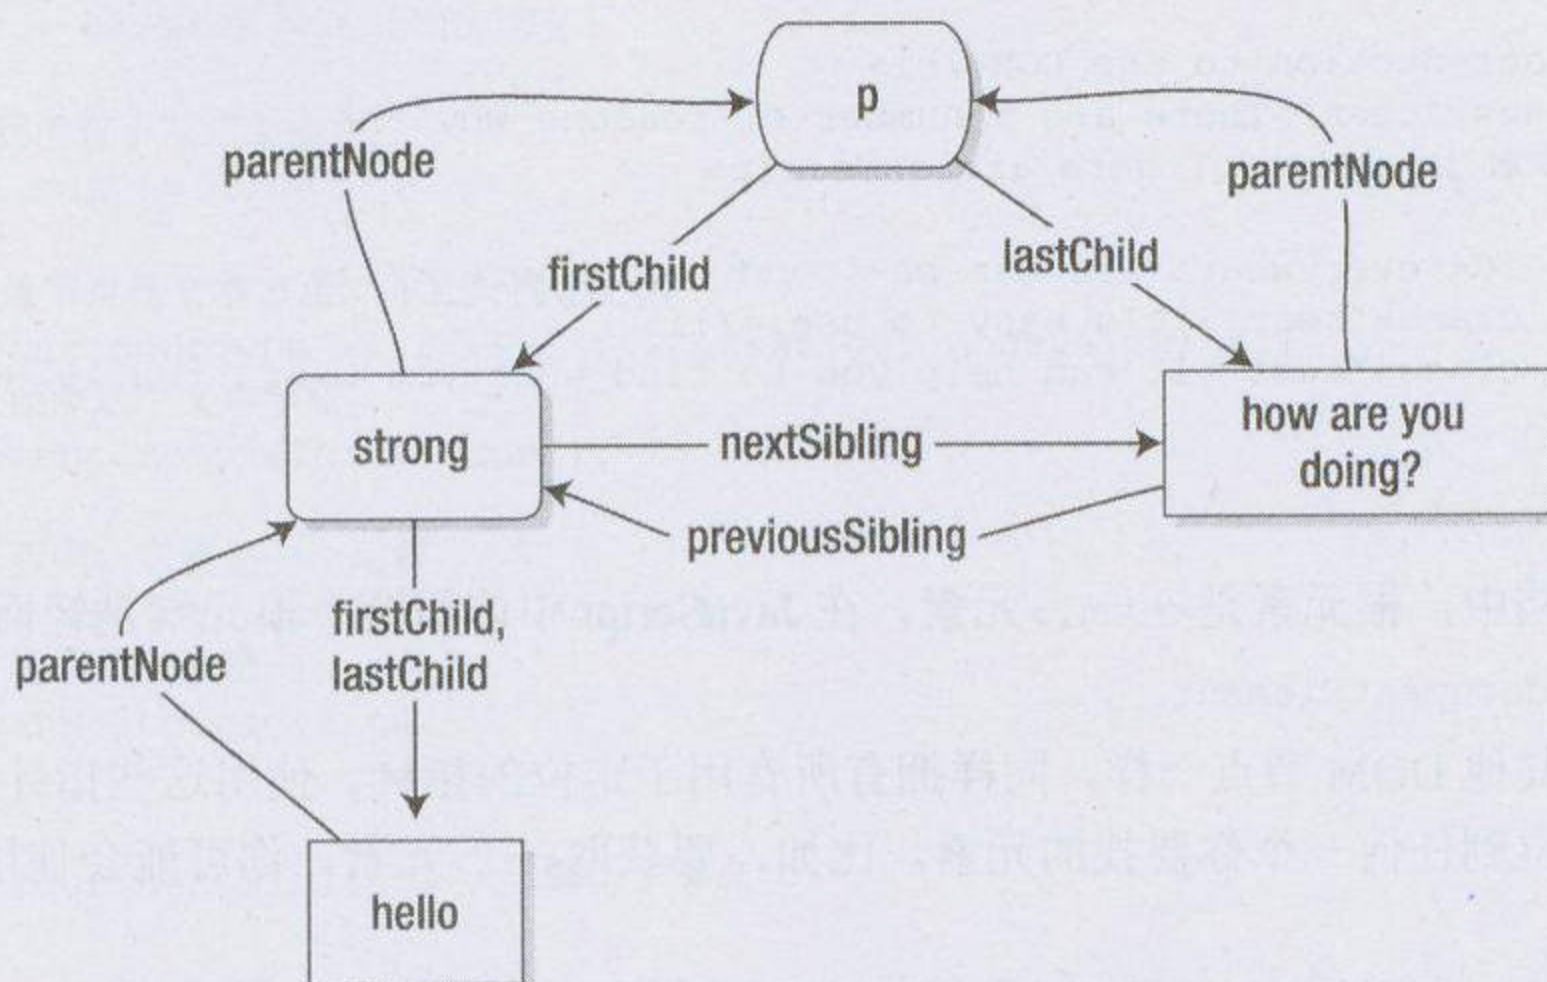 p
parentNode
parentNode
firstChild
lastChild
strong
nextSibling
how are you
doing?
previousSibling
firstChild,
lastChild
parentNode
hello